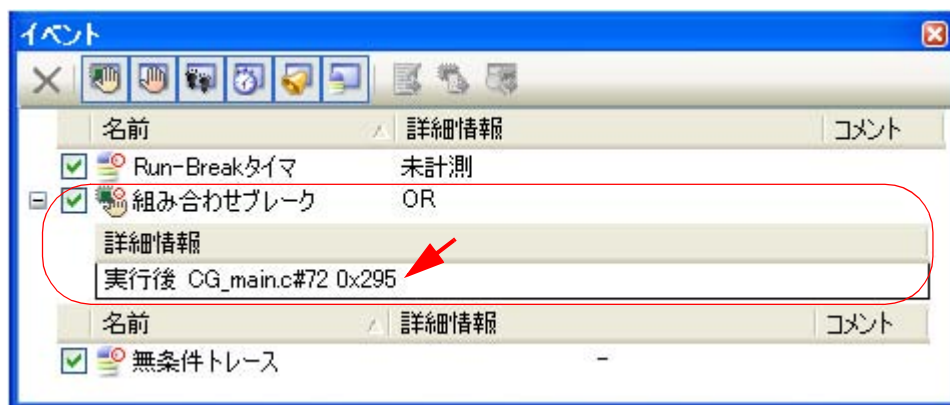 イベント
名前 詳細情報 コメント
Run-Breakタイマ 未計測
組み合わせブレーク OR
詳細情報
実行後 CG_main.c#72 0x295
名前 詳細情報 コメント
無条件トレース -